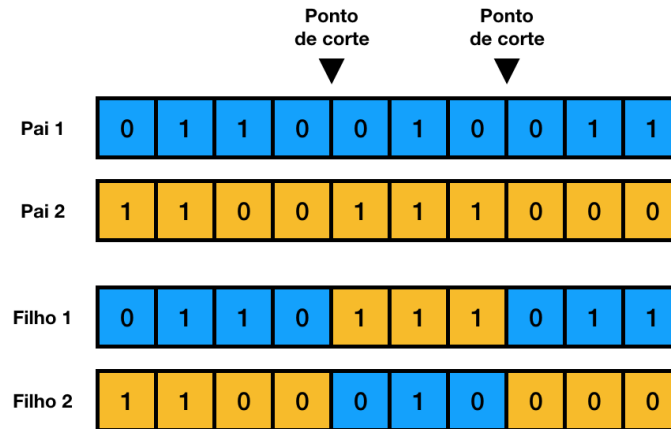 Ponto Ponto
de corte de corte
Pai 1 0 1 1 0 0 1 0 0 1 1
Pai 2 1 1 0 0 1 1 1 0 0 0
Filho 1 0 1 1 0 1 1 1 0 1 1
Filho 2 1 1 0 0 0 1 0 0 0 0